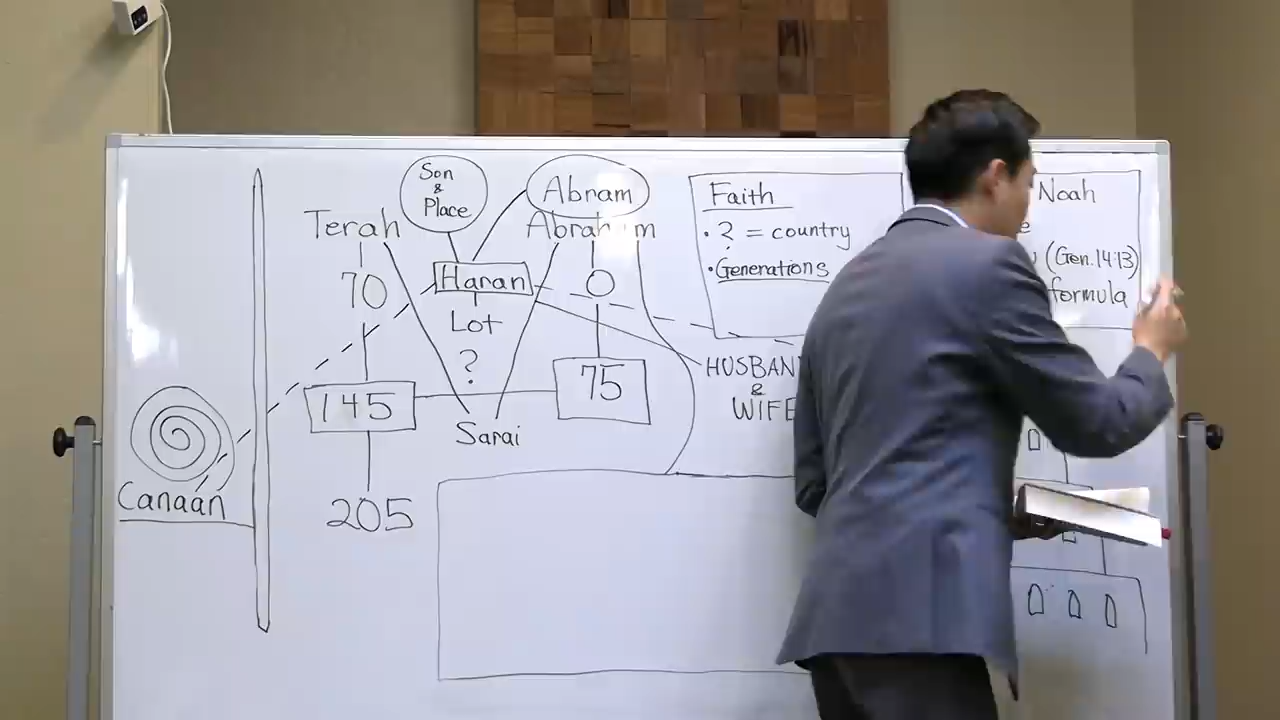 Son
&
Place
Abram
Terah
Abraham
70
Haran
0
Lot
?
145
75
Sarai
Canaan
205
Faith
• ? = country
• Generations
HUSBAN
&
WIFE
Noah
(Gen. 14:13)
formula